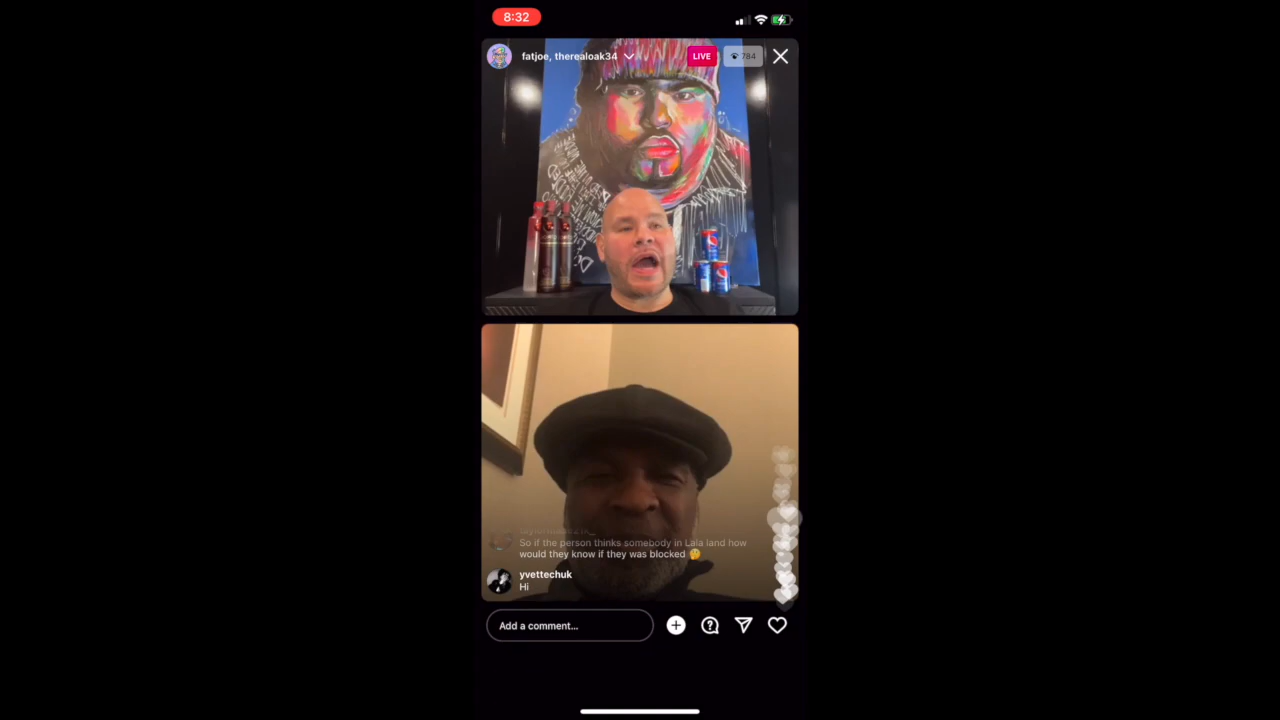 8:32
fatjoe, therealoak34
LIVE
784
So if the person thinks somebody in Lala land how
would they know if they was blocked 🤔
yvettechuk
Hi
Add a comment...